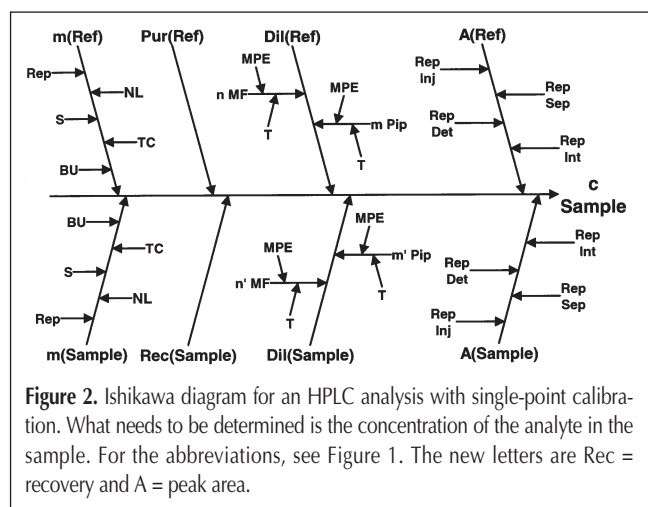 m(Ref) Pur(Ref) Dil(Ref) A(Ref)
Rep
NL
S
TC
BU
MPE
n MF
T
MPE
m Pip
T
Rep
Inj
Rep
Sep
Rep
Det
Rep
Int
c
Sample
BU
TC
S
NL
Rep
MPE
m' Pip
T
MPE
n' MF
T
Rep
Int
Rep
Det
Rep
Sep
Rep
Inj
m(Sample) Rec(Sample) Dil(Sample) A(Sample)
Figure 2. Ishikawa diagram for an HPLC analysis with single-point calibra-
tion. What needs to be determined is the concentration of the analyte in the
sample. For the abbreviations, see Figure 1. The new letters are Rec =
recovery and A = peak area.